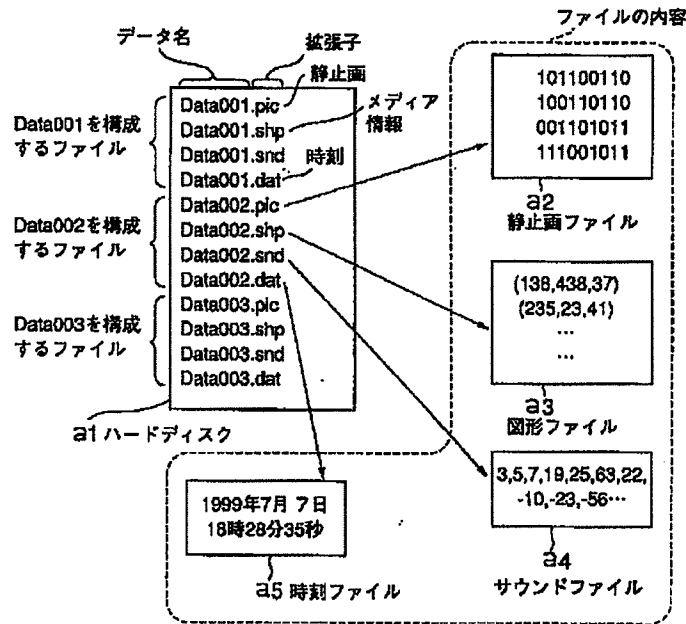 ファイルの内容
データ名
拡張子
静止画
メディア
情報
時刻
Data001を構成
するファイル
Data002を構成
するファイル
Data003を構成
するファイル
Data001.pic
Data001.shp
Data001.snd
Data001.dat
Data002.pic
Data002.shp
Data002.snd
Data002.dat
Data003.pic
Data003.shp
Data003.snd
Data003.dat
a1 ハードディスク
101100110
100110110
001101011
111001011
a2
静止画ファイル
(138,438,37)
(235,23,41)
…
…
a3
図形ファイル
3,5,7,19,25,63,22,
-10,-23,-56…
a4
サウンドファイル
1999年7月 7日
18時28分35秒
a5 時刻ファイル